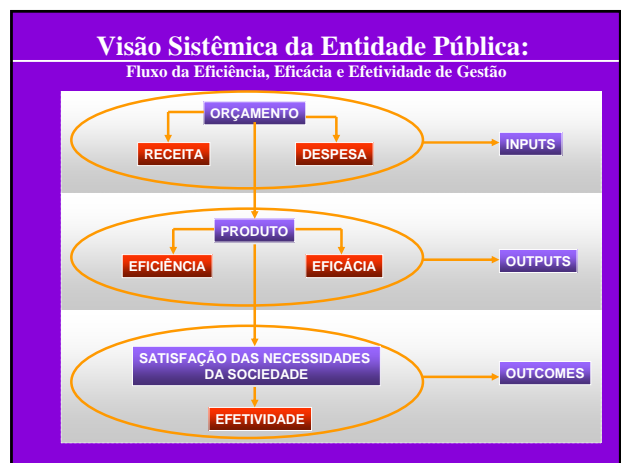 Visão Sistêmica da Entidade Pública:
Fluxo da Eficiência, Eficácia e Efetividade de Gestão
ORÇAMENTO
RECEITA
DESPESA
INPUTS
PRODUTO
EFICIÊNCIA
EFICÁCIA
OUTPUTS
SATISFAÇÃO DAS NECESSIDADES
DA SOCIEDADE
OUTCOMES
EFETIVIDADE